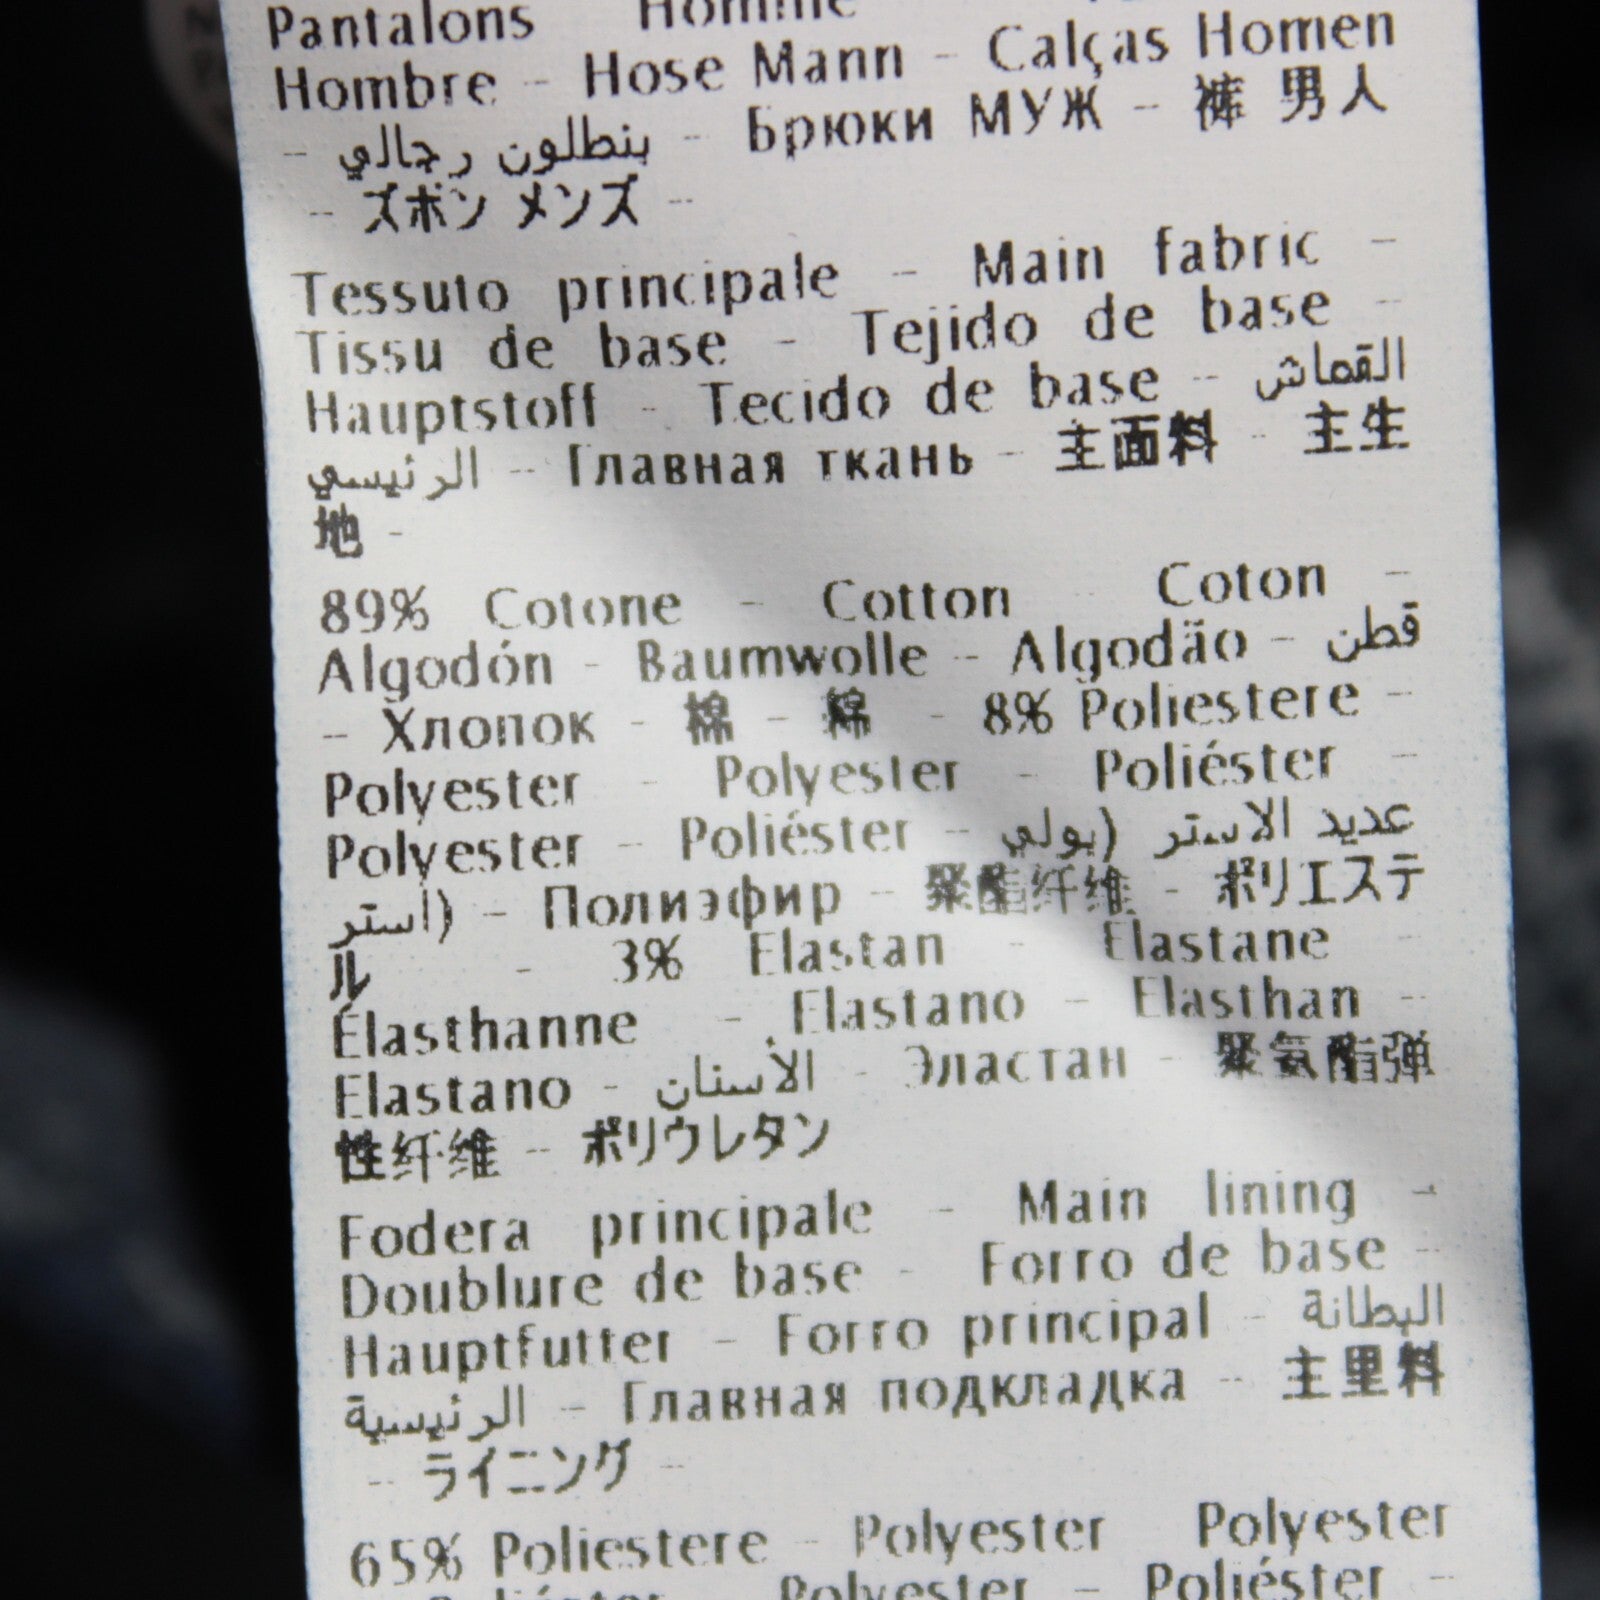 Pantalons Homme
Hombre - Hose Mann - Calças Homen
- بنطلون رجالي - Брюки МУЖ - 裤 男人
- ズボン メンズ -
Tessuto principale - Main fabric -
Tissu de base - Tejido de base -
Hauptstoff - Tecido de base - القماش
الرئيسي - Главная ткань - 主面料 - 主生
地 -
89% Cotone - Cotton Coton -
Algodón - Baumwolle - Algodão - قطن
- Хлопок - 棉 - 綿 - 8% Poliestere -
Polyester - Polyester - Poliéster -
Polyester - Poliéster - عديد الاستر (بولي
أستر) - Полиэфир - 聚酯纤维 - ポリエステ
ル - 3% Elastan - Elastane -
Élasthanne - Elastano - Elasthan -
Elastano - الأستان - Эластан - 聚氨酯弹
性纤维 - ポリウレタン
Fodera principale - Main lining -
Doublure de base - Forro de base -
Hauptfutter - Forro principal - البطانة
الرئيسية - Главная подкладка - 主里料
- ライニング -
65% Poliestere - Polyester Polyester
Poliéster - Polyester - Poliéster -